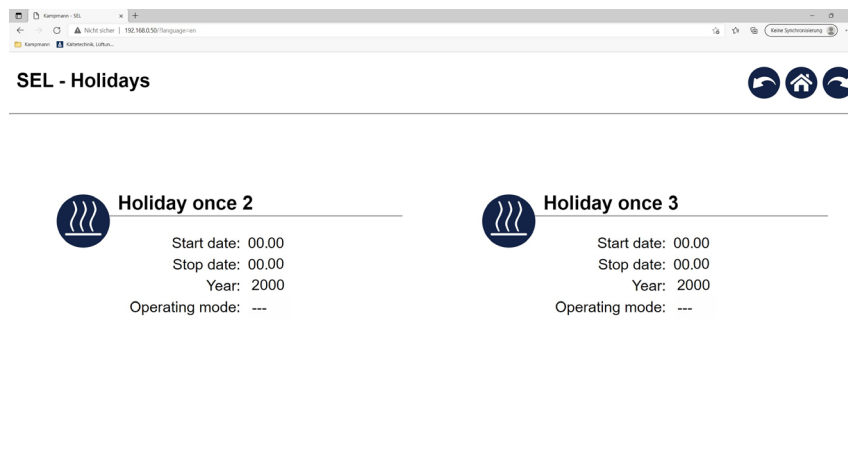 Kampmann - SEL
Nicht sicher | 192.168.0.50/?language=en
Keine Synchronisierung
Kampmann
Kältetechnik, Lüftun...
SEL - Holidays
Holiday once 2
Start date: 00.00
Stop date: 00.00
Year: 2000
Operating mode: ---
Holiday once 3
Start date: 00.00
Stop date: 00.00
Year: 2000
Operating mode: ---